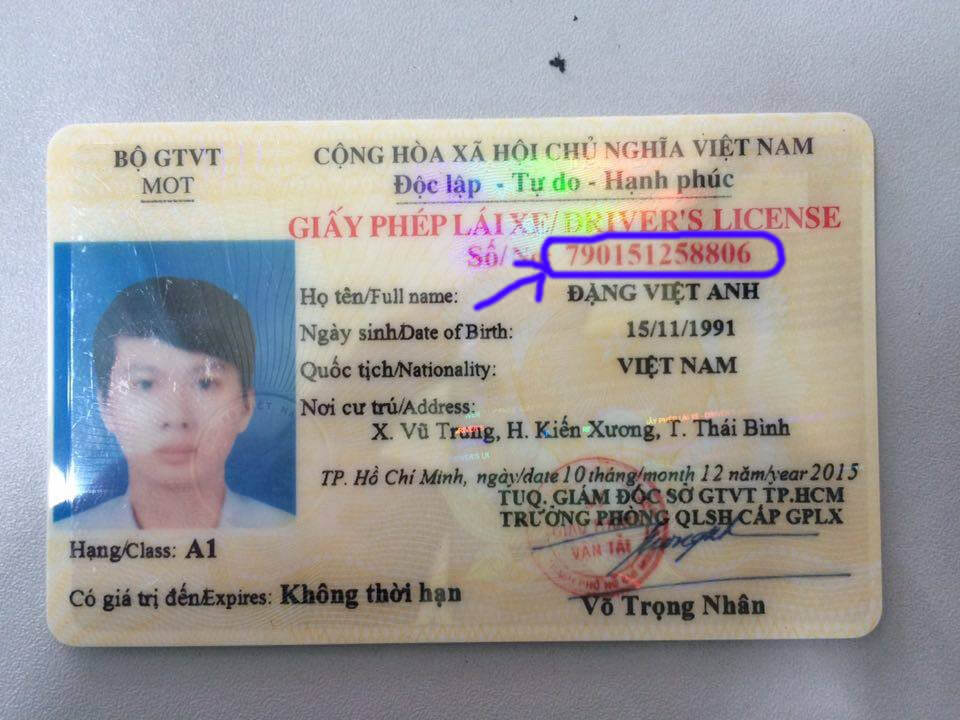 BỘ GTVT
MOT
CỘNG HÒA XÃ HỘI CHỦ NGHĨA VIỆT NAM
Độc lập - Tự do - Hạnh phúc
GIẤY PHÉP LÁI XE/ DRIVER'S LICENSE
Số/ No: 790151258806
Họ tên/Full name: ĐẶNG VIỆT ANH
Ngày sinh/Date of Birth: 15/11/1991
Quốc tịch/Nationality: VIỆT NAM
Nơi cư trú/Address:
X. Vũ Trung, H. Kiến Xương, T. Thái Bình
TP. Hồ Chí Minh, ngày/date 10 tháng/month 12 năm/year 2015
TUQ. GIÁM ĐỐC SỞ GTVT TP.HCM
TRƯỞNG PHÒNG QLSH CẤP GPLX
VẬN TẢI
Hạng/Class: A1
Có giá trị đến/Expires: Không thời hạn
Võ Trọng Nhân